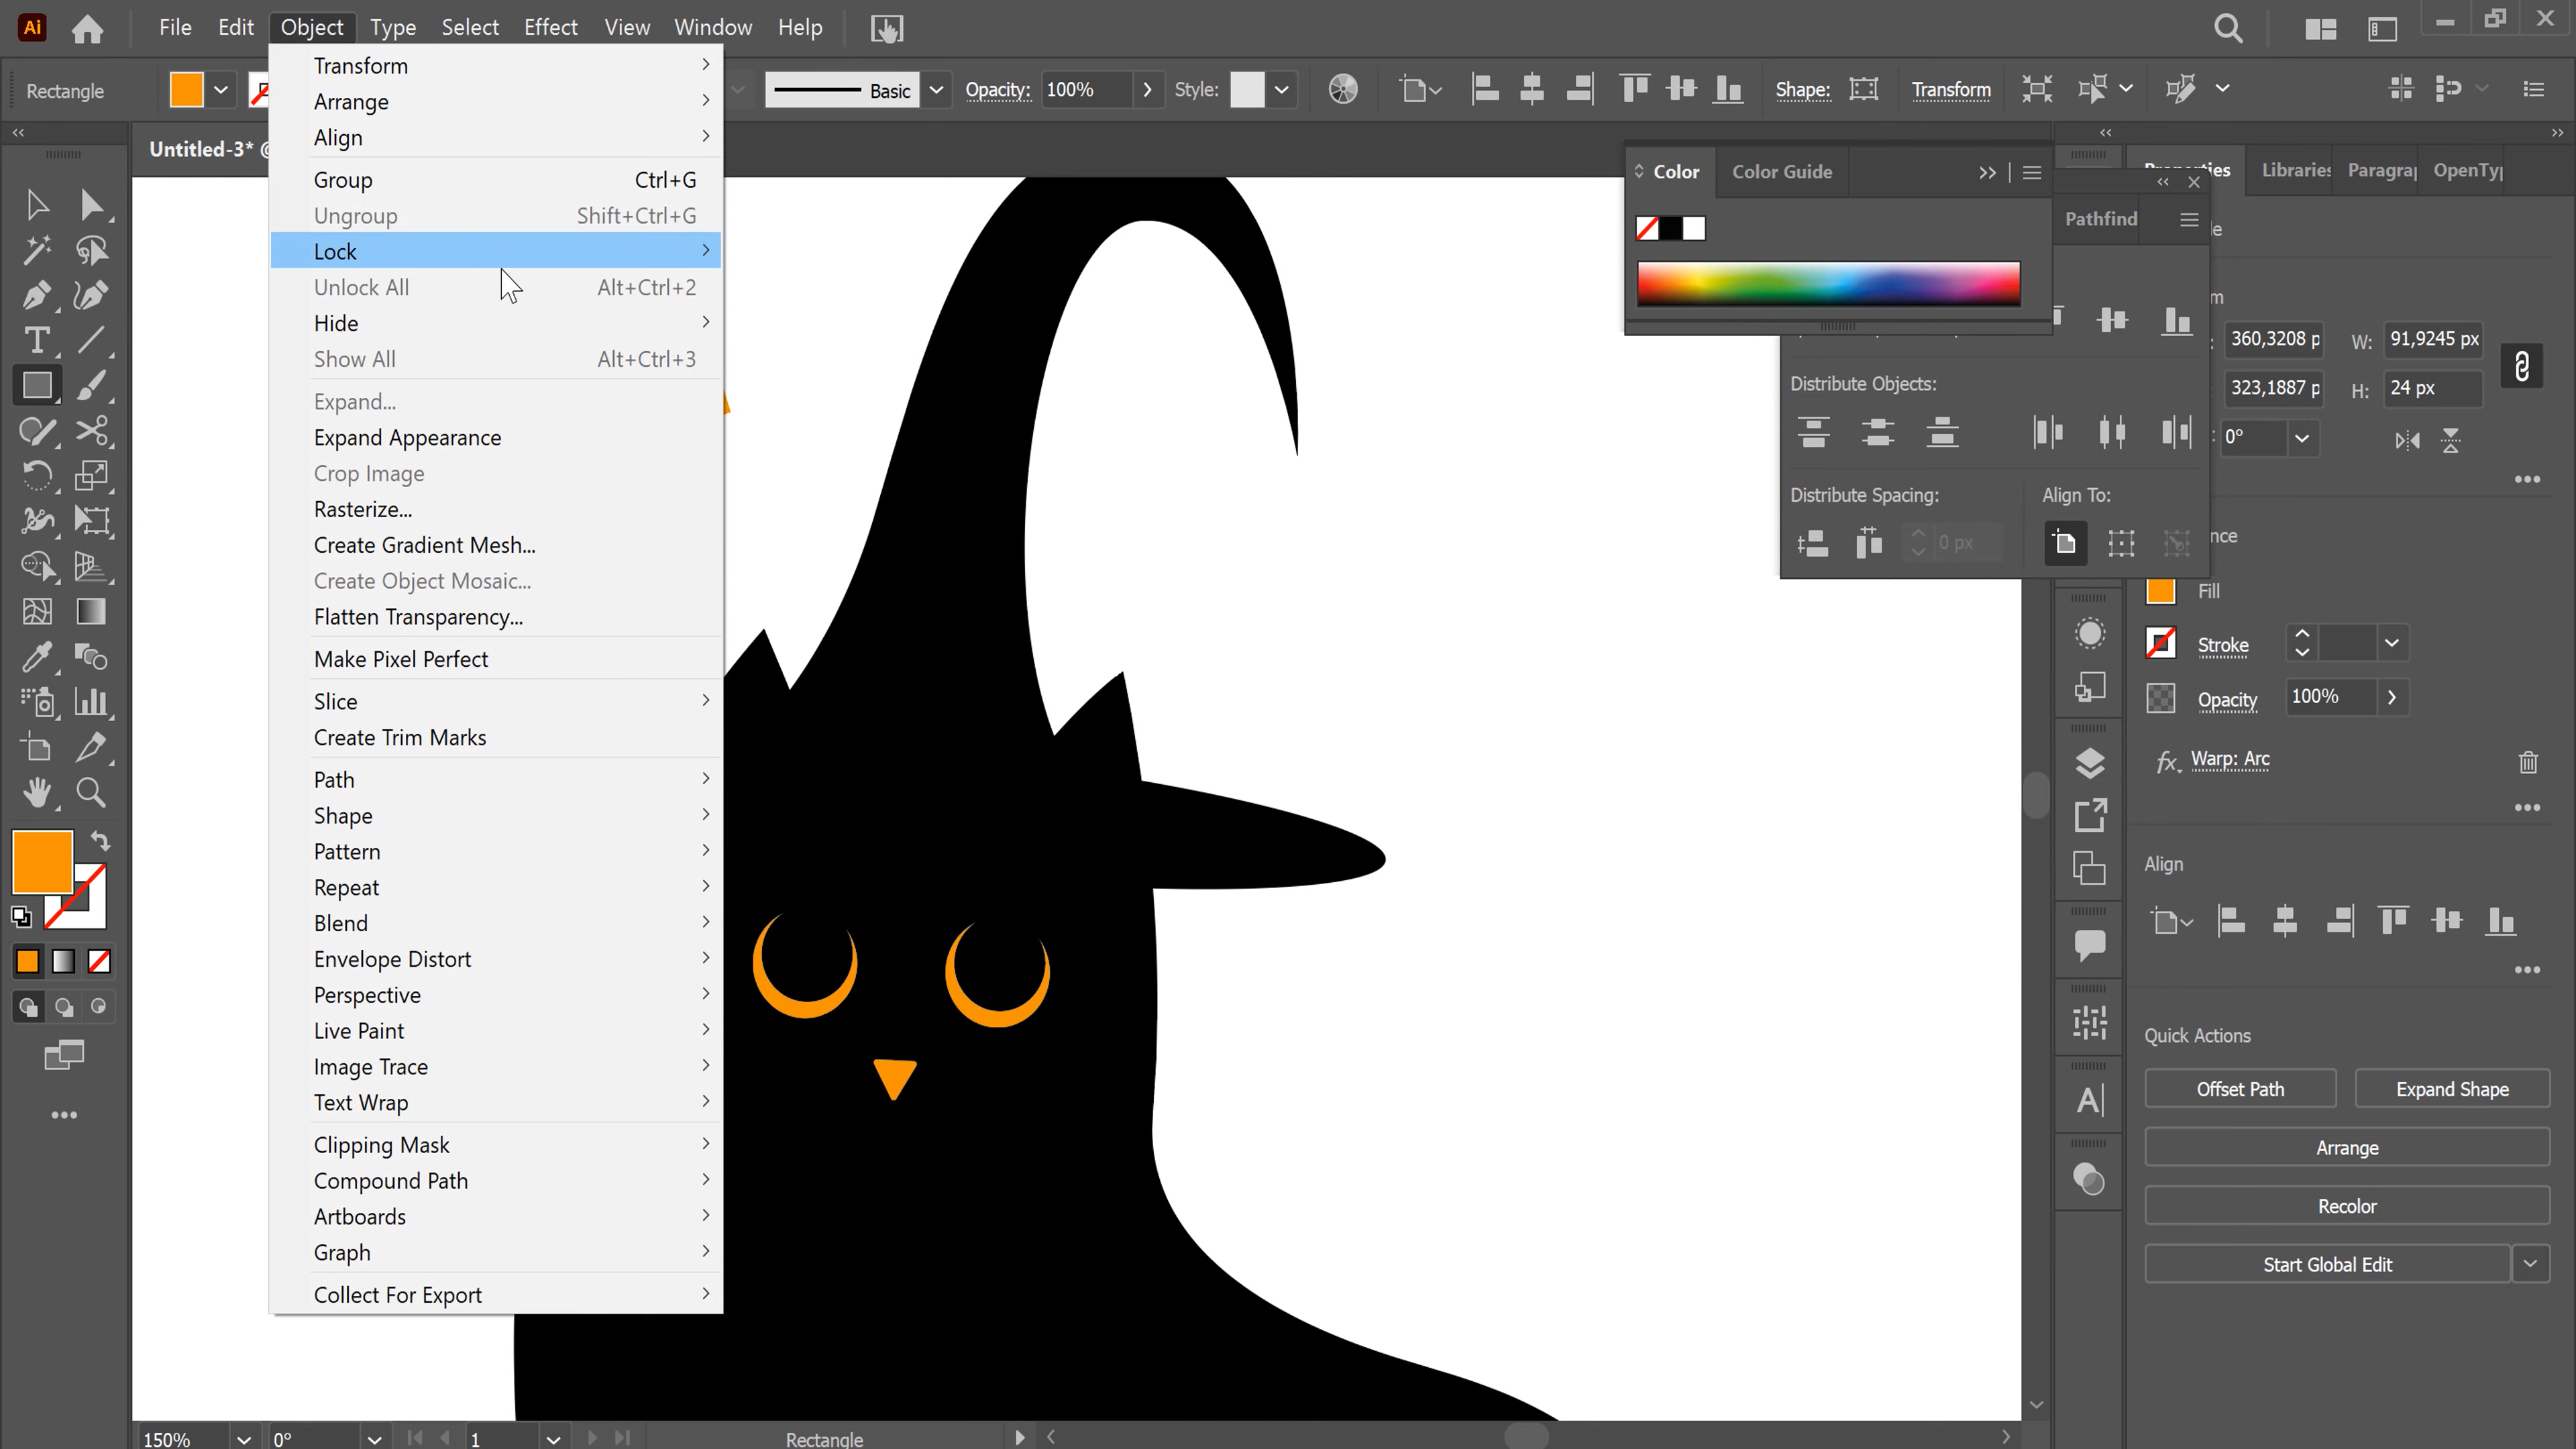 Ai
File Edit Object Type Select Effect View Window Help
Rectangle
Basic
Opacity: 100%
Style:
Shape:
Transform
Untitled-3* @
Transform
Arrange
Align
Group Ctrl+G
Ungroup Shift+Ctrl+G
Lock
Unlock All Alt+Ctrl+2
Hide
Show All Alt+Ctrl+3
Expand...
Expand Appearance
Crop Image
Rasterize...
Create Gradient Mesh...
Create Object Mosaic...
Flatten Transparency...
Make Pixel Perfect
Slice
Create Trim Marks
Path
Shape
Pattern
Repeat
Blend
Envelope Distort
Perspective
Live Paint
Image Trace
Text Wrap
Clipping Mask
Compound Path
Artboards
Graph
Collect For Export
Color
Color Guide
Pathfind
Distribute Objects:
Distribute Spacing:
Align To:
0 px
Libraries
Paragra
OpenTy
360,3208 p
W: 91,9245 px
323,1887 p
H: 24 px
0°
nce
Fill
Stroke
Opacity 100%
fx
Warp: Arc
Align
Quick Actions
Offset Path
Expand Shape
Arrange
Recolor
Start Global Edit
150%
0°
1
Rectangle